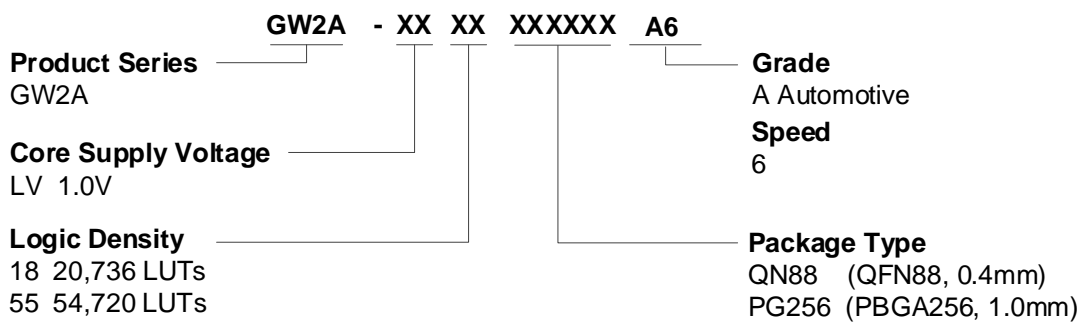 GW2A - XX XX XXXXXX A6
Product Series
GW2A
Core Supply Voltage
LV 1.0V
Logic Density
18 20,736 LUTs
55 54,720 LUTs
Grade
A Automotive
Speed
6
Package Type
QN88 (QFN88, 0.4mm)
PG256 (PBGA256, 1.0mm)